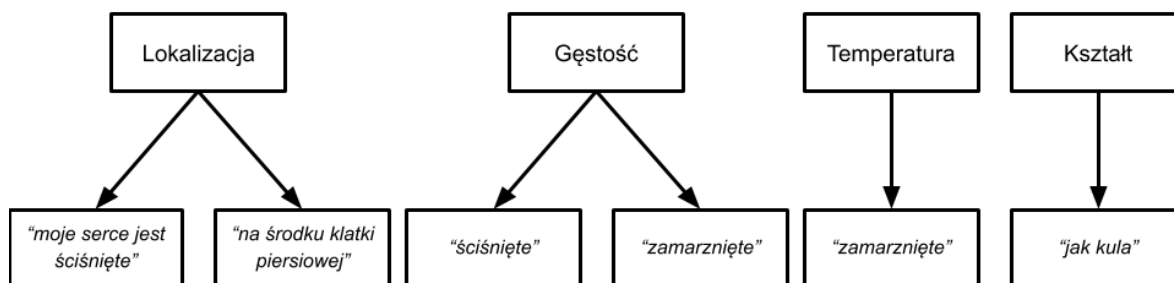 Lokalizacja
Gęstość
Temperatura
Kształt
“moje serce jest
ściśnięte”
“na środku klatki
piersiowej”
“ściśnięte”
“zamarznięte”
“zamarznięte”
“jak kula”